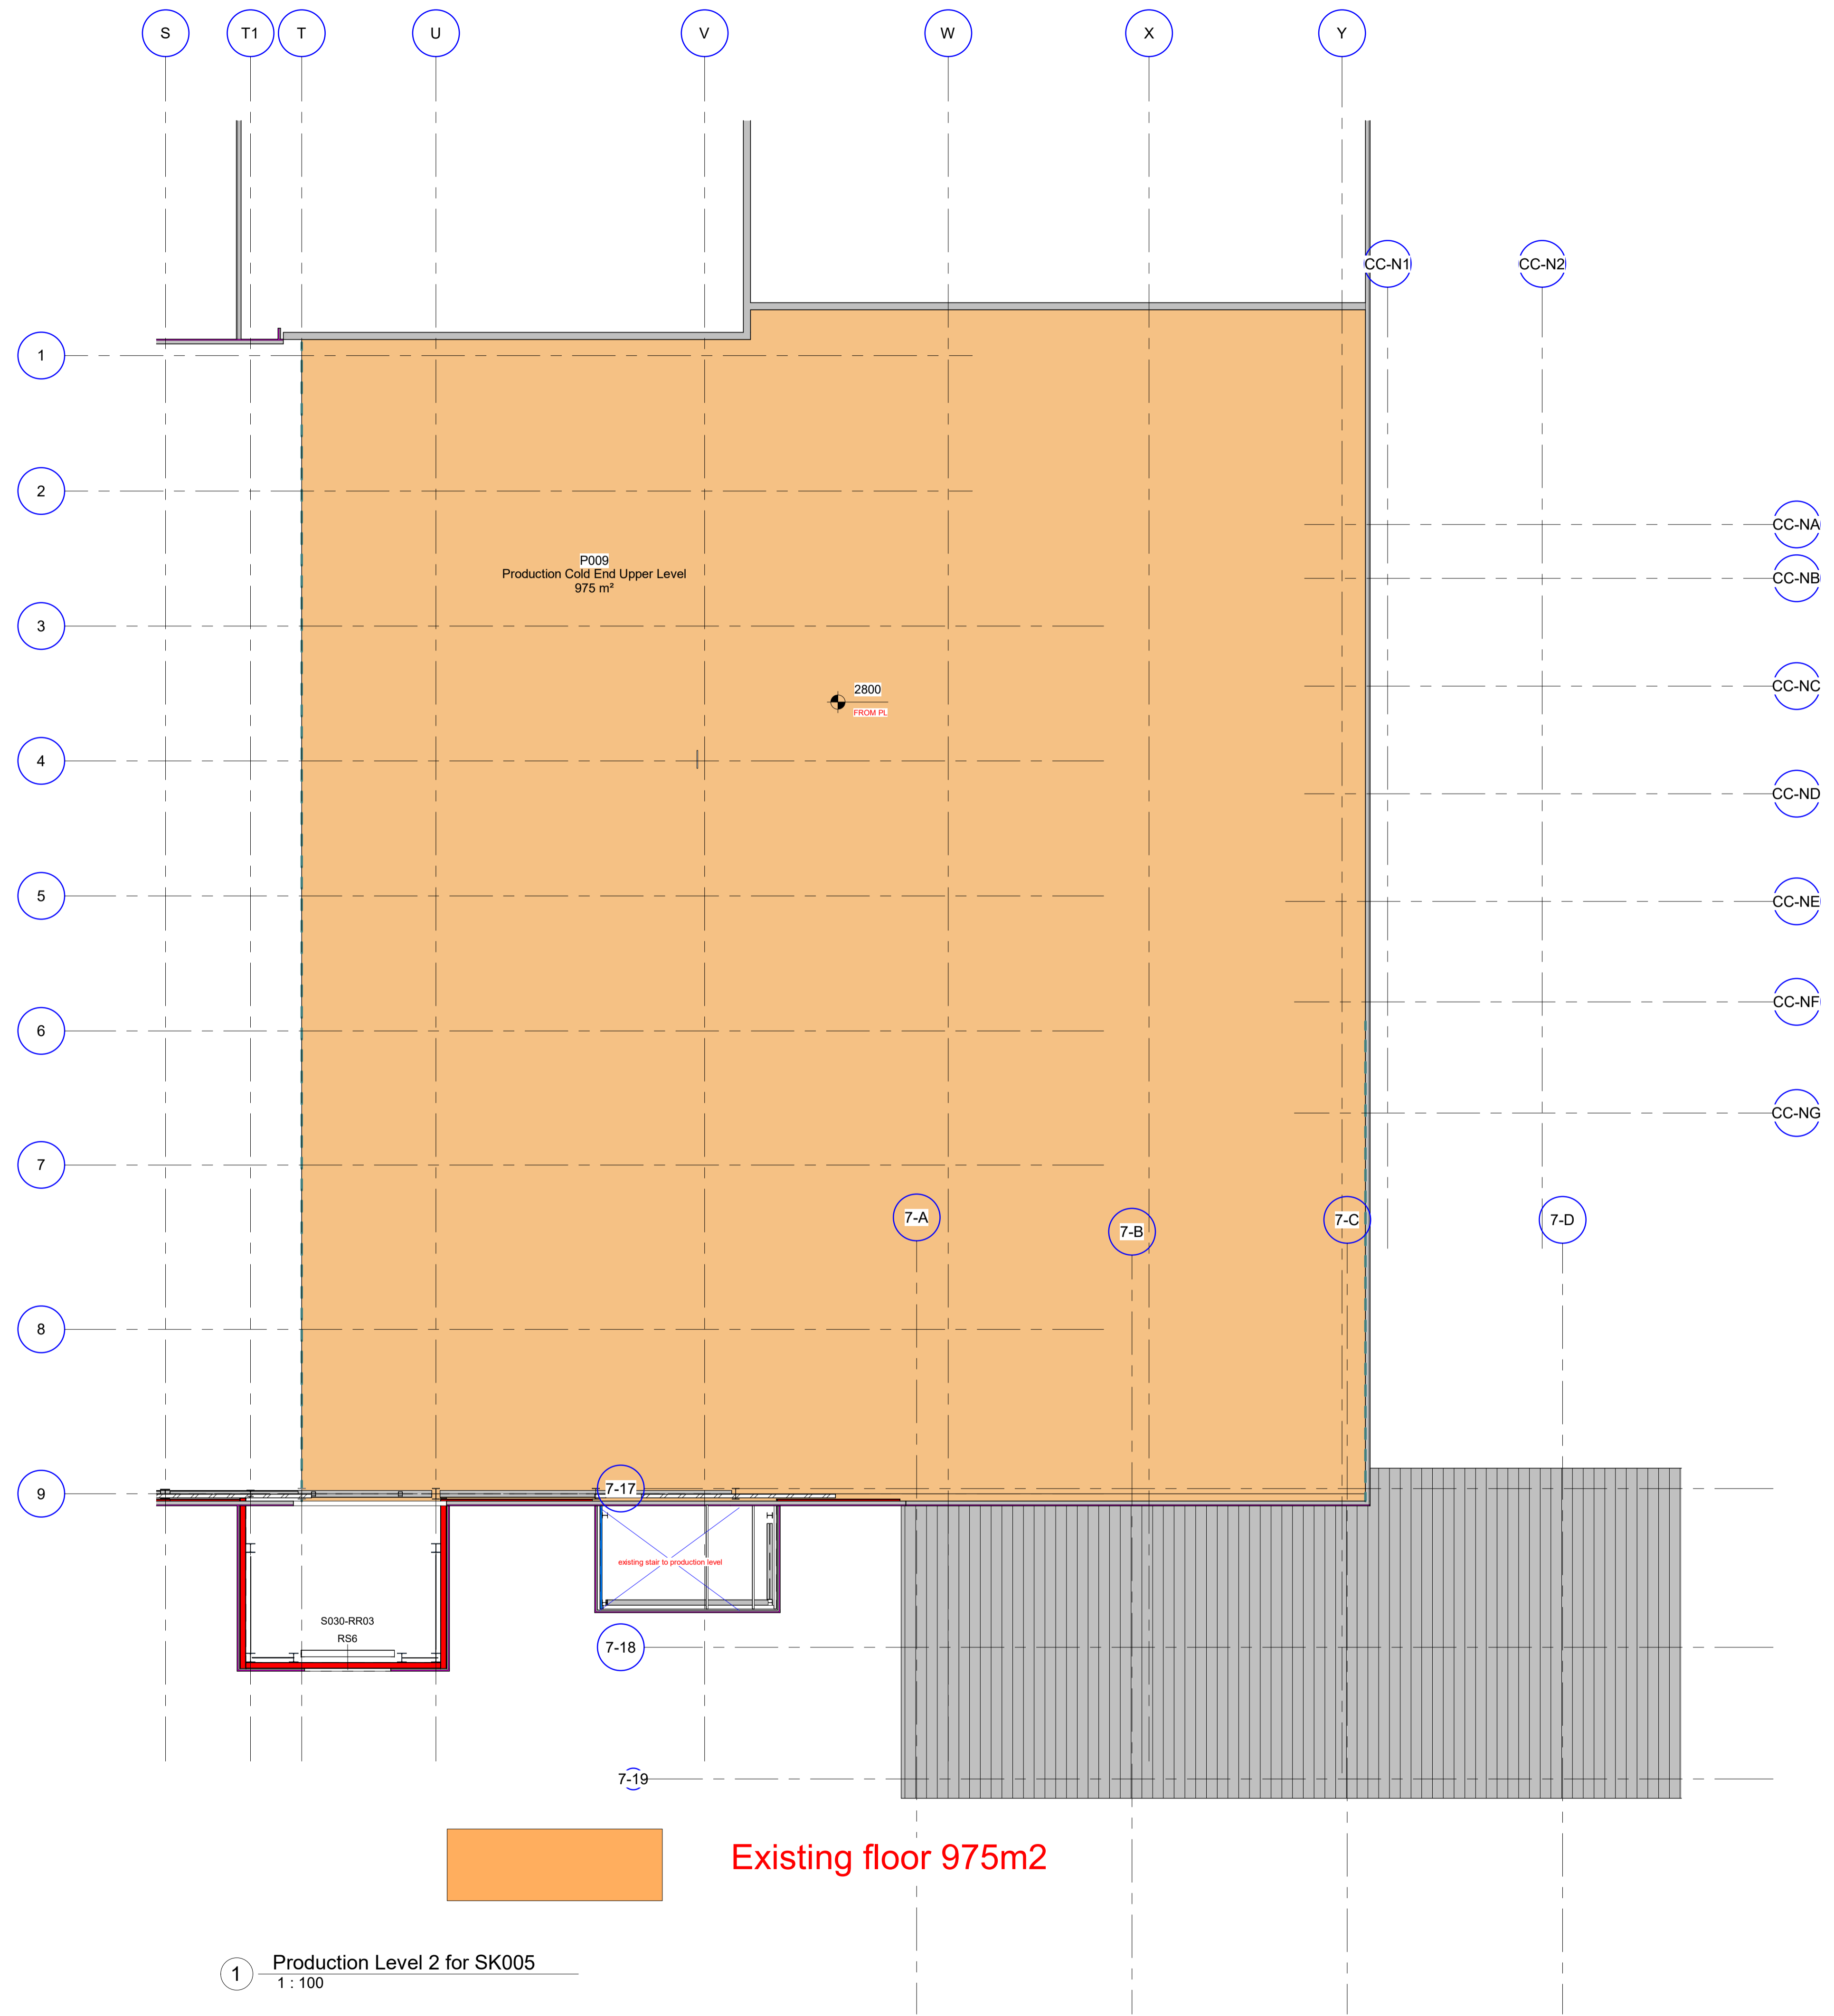 S
T1
T
U
V
W
X
Y
CC-N1
CC-N2
1
2
CC-NA
P009
Production Cold End Upper Level
975 m²
CC-NB
3
CC-NC
2800
FROM PL
4
CC-ND
5
CC-NE
CC-NF
6
CC-NG
7
7-A
7-B
7-C
7-D
8
9
7-17
existing stair to production level
S030-RR03
RS6
7-18
7-19
Existing floor 975m2
1
Production Level 2 for SK005
1 : 100